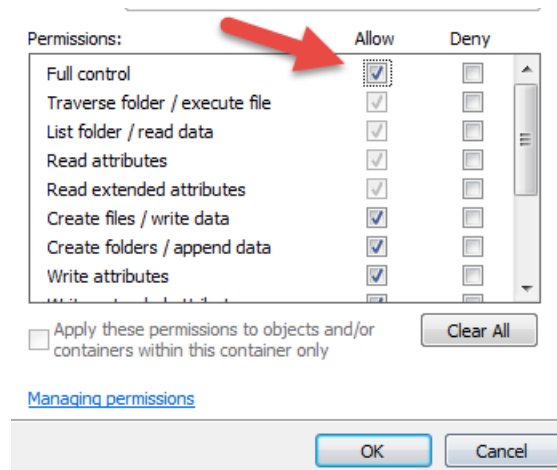 Permissions: Allow Deny
Full control
Traverse folder / execute file
List folder / read data
Read attributes
Read extended attributes
Create files / write data
Create folders / append data
Write attributes
Apply these permissions to objects and/or
containers within this container only
Clear All
Managing permissions
OK Cancel